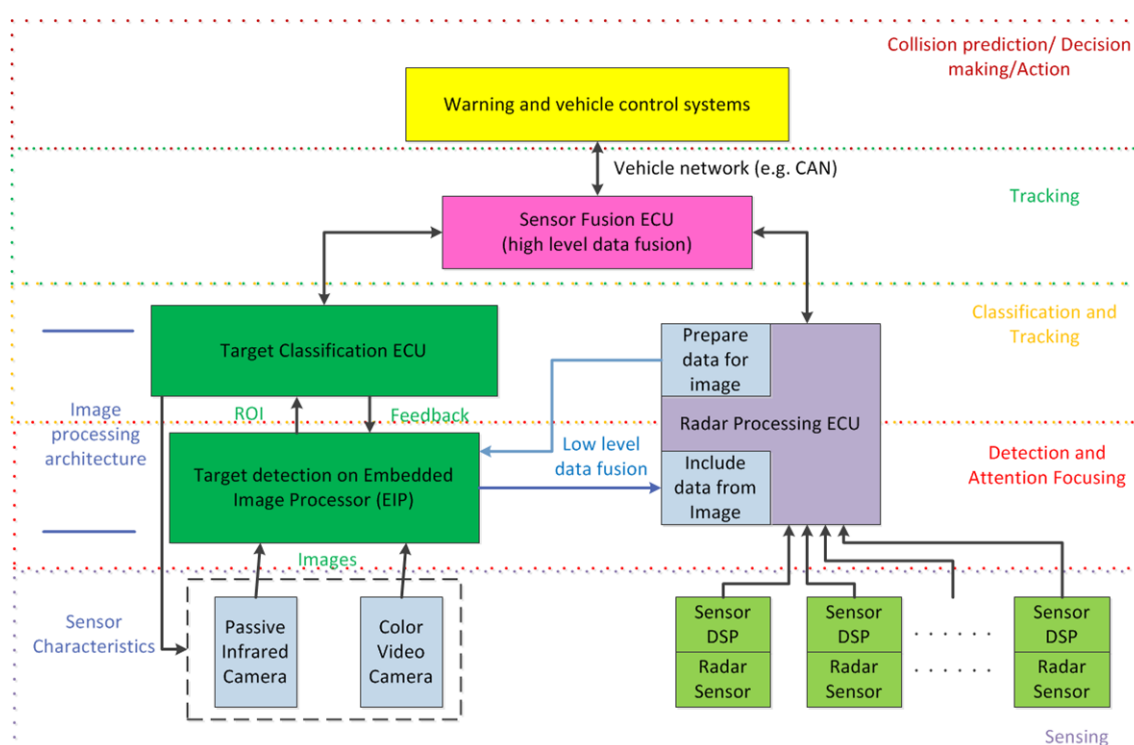 Collision prediction/ Decision
making/Action
Warning and vehicle control systems
Vehicle network (e.g. CAN)
Tracking
Sensor Fusion ECU
(high level data fusion)
Classification and
Tracking
Target Classification ECU
Prepare
data for
image
ROI
Feedback
Image
processing
architecture
Radar Processing ECU
Low level
data fusion
Target detection on Embedded
Image Processor (EIP)
Include
data from
Image
Detection and
Attention Focusing
Images
Sensor
Characteristics
Passive
Infrared
Camera
Color
Video
Camera
Sensor
DSP
Radar
Sensor
Sensor
DSP
Radar
Sensor
. . . . . .
. . . . . .
Sensor
DSP
Radar
Sensor
Sensing